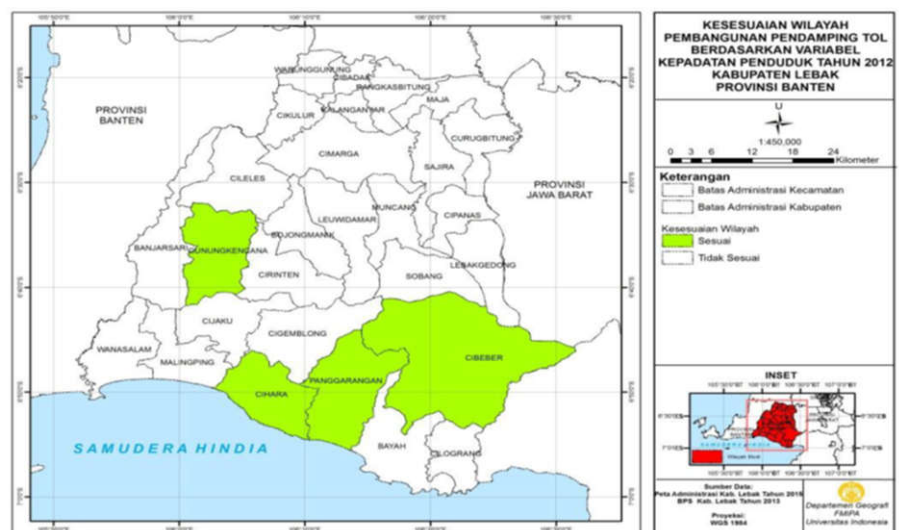 WARUNGGUNUNG
CIBADAK
RANGKASBITUNG
MAJA
PROVINSI
BANTEN
CIKULUR
KALANGANYAR
CURUGBITUNG
CIMARGA
SAJIRA
CILELES
PROVINSI
JAWA BARAT
MUNCANG
LEUWIDAMAR
CIPANAS
BOJONGMANIK
BANJARSARI
GUNUNGKENCANA
LEBAKGEDONG
CIRINTEN
SOBANG
CIJAKU
CIGEMBLONG
WANASALAM
MALINGPING
CIBEBER
PANGGARANGAN
CIHARA
SAMUDERA HINDIA
BAYAH
CILOGRANG
KESESUAIAN WILAYAH
PEMBANGUNAN PENDAMPING TOL
BERDASARKAN VARIABEL
KEPADATAN PENDUDUK TAHUN 2012
KABUPATEN LEBAK
PROVINSI BANTEN
U
1:450,000
0 3 6 12 18 24
Kilometer
Keterangan
Batas Administrasi Kecamatan
Batas Administrasi Kabupaten
Kesesuaian Wilayah
Sesuai
Tidak Sesuai
INSET
SAMUDERA HINDIA
Sumber Data:
Peta Administrasi Kab. Lebak Tahun
BPS Kab. Lebak Tahun 2013
Proyeksi:
WGS 1984
Departemen Geografi
FMIPA
Universitas Indonesia